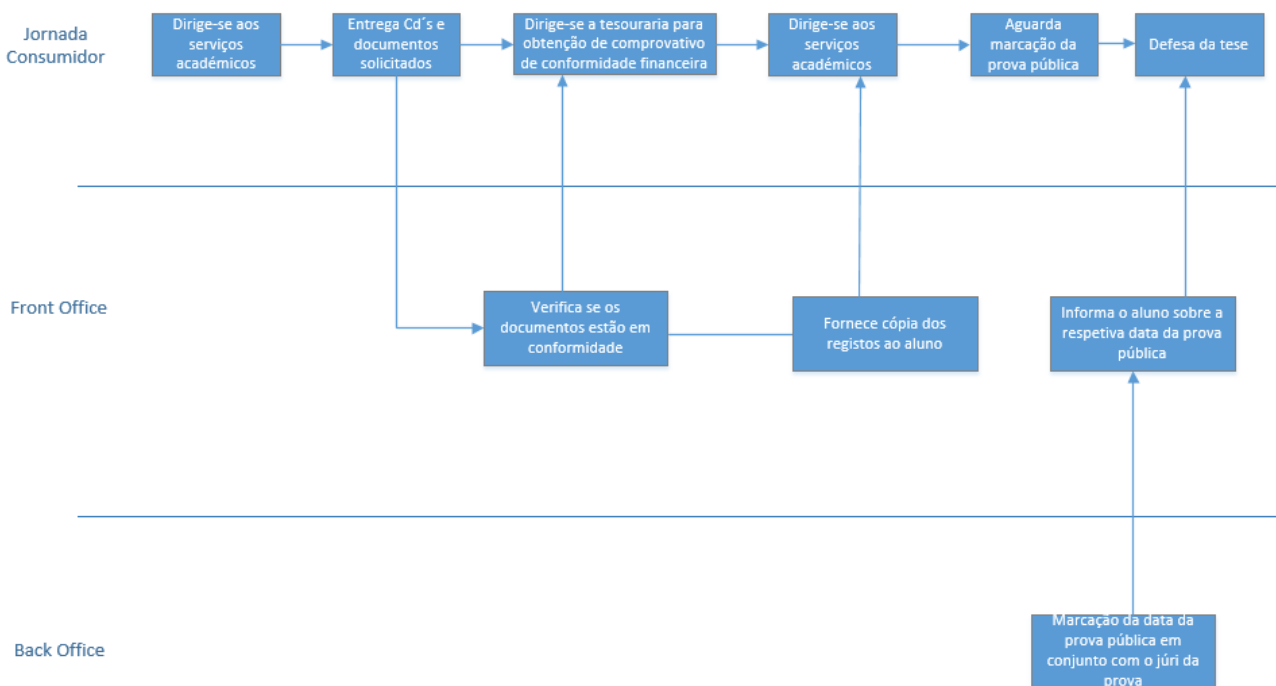 Jornada
Consumidor
Dirige-se aos
serviços
académicos
Entrega Cd´s e
documentos
solicitados
Dirige-se a tesouraria para
obtenção de comprovativo
de conformidade financeira
Dirige-se aos
serviços
académicos
Aguarda
marcação da
prova pública
Defesa da tese
Front Office
Verifica se os
documentos estão em
conformidade
Fornece cópia dos
registos ao aluno
Informa o aluno sobre a
respetiva data da prova
pública
Back Office
Marcação da data da
prova pública em
conjunto com o júri da
prova